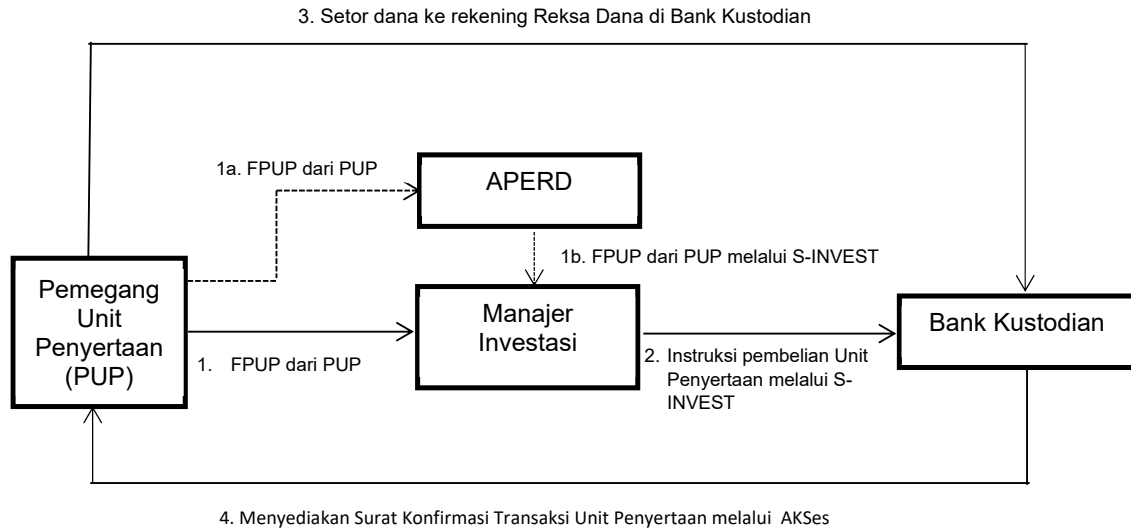 3. Setor dana ke rekening Reksa Dana di Bank Kustodian
1a. FPUP dari PUP
APERD
1b. FPUP dari PUP melalui S-INVEST
Pemegang
Unit
Penyertaan
(PUP)
Manajer
Investasi
Bank Kustodian
1. FPUP dari PUP
2. Instruksi pembelian Unit
Penyertaan melalui S-
INVEST
4. Menyediakan Surat Konfirmasi Transaksi Unit Penyertaan melalui AKSes